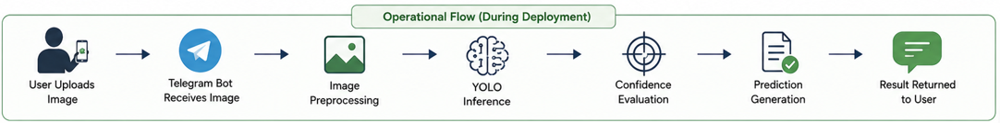 Operational Flow (During Deployment)
User Uploads
Image
Telegram Bot
Receives Image
Image
Preprocessing
YOLO
Inference
Confidence
Evaluation
Prediction
Generation
Result Returned
to User